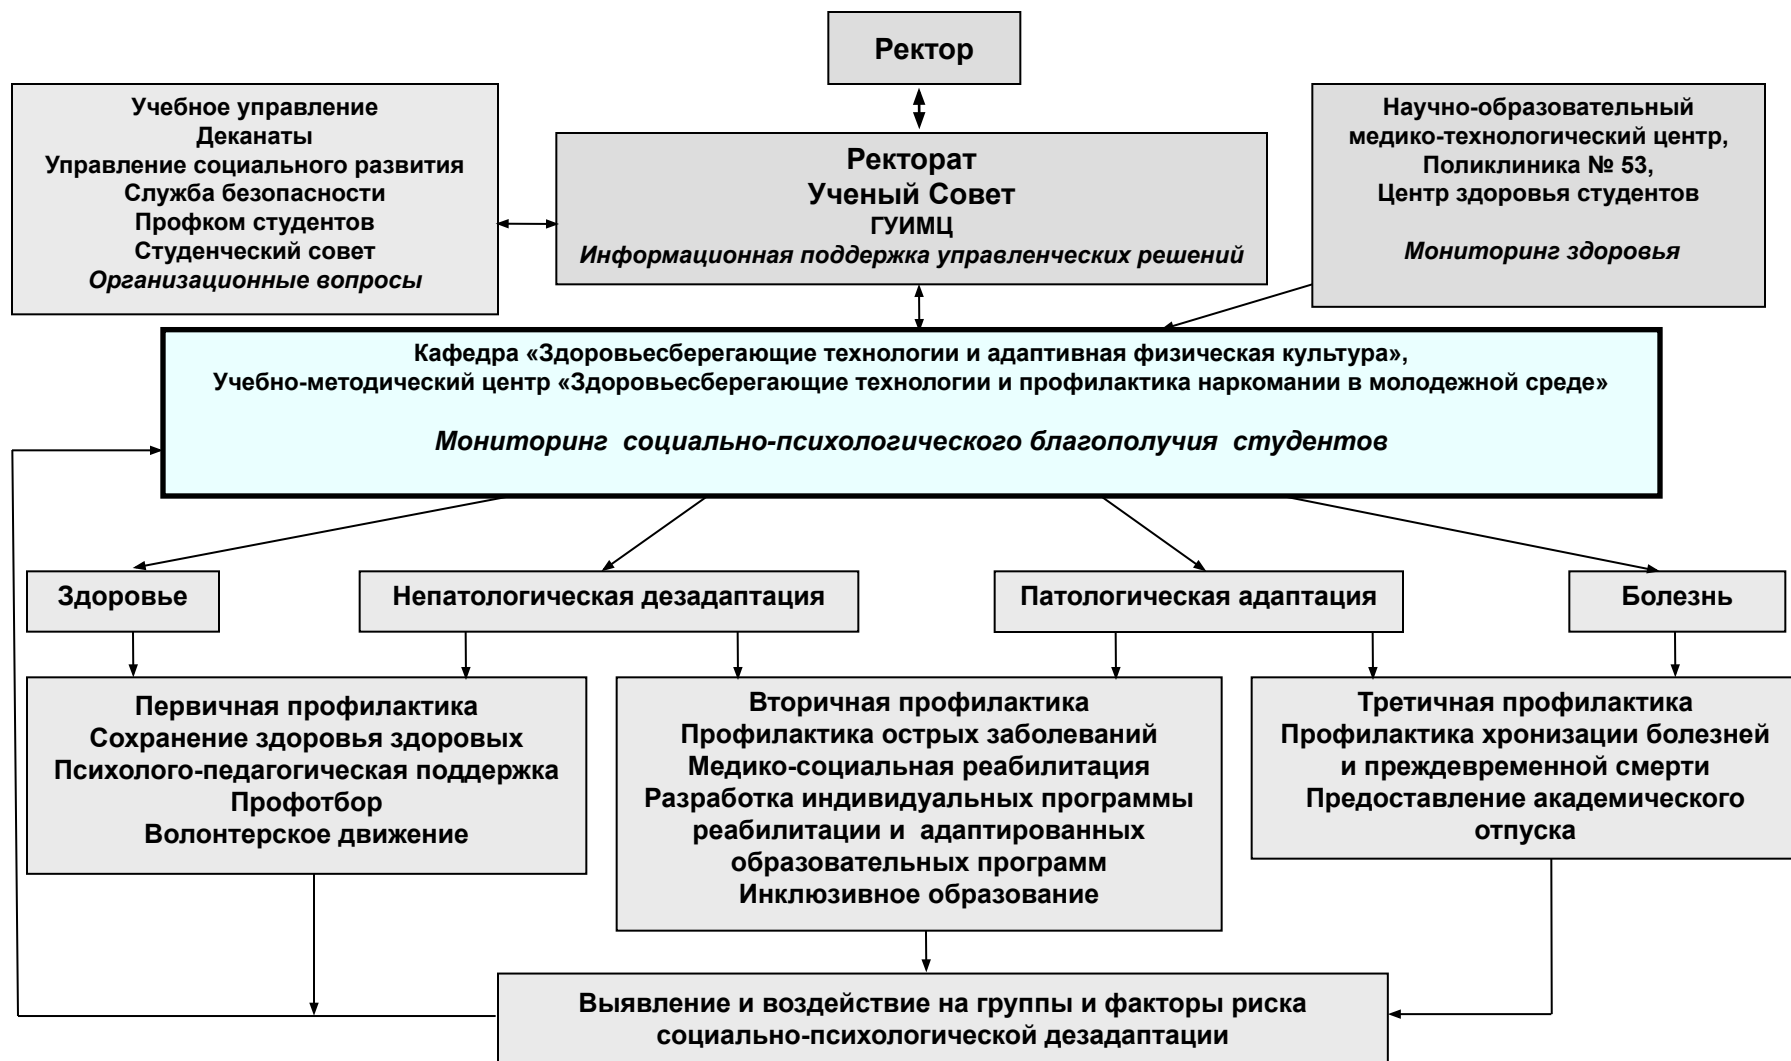 Ректор
Учебное управление
Деканаты
Управление социального развития
Служба безопасности
Профком студентов
Студенческий совет
Организационные вопросы
Ректорат
Ученый Совет
ГУИМЦ
Информационная поддержка управленческих решений
Научно-образовательный
медико-технологический центр,
Поликлиника № 53,
Центр здоровья студентов
Мониторинг здоровья
Кафедра «Здоровьесберегающие технологии и адаптивная физическая культура»,
Учебно-методический центр «Здоровьесберегающие технологии и профилактика наркомании в молодежной среде»
Мониторинг социально-психологического благополучия студентов
Здоровье
Непатологическая дезадаптация
Патологическая адаптация
Болезнь
Первичная профилактика
Сохранение здоровья здоровых
Психолого-педагогическая поддержка
Профотбор
Волонтерское движение
Вторичная профилактика
Профилактика острых заболеваний
Медико-социальная реабилитация
Разработка индивидуальных программы
реабилитации и адаптированных
образовательных программ
Инклюзивное образование
Третичная профилактика
Профилактика хронизации болезней
и преждевременной смерти
Предоставление академического
отпуска
Выявление и воздействие на группы и факторы риска
социально-психологической дезадаптации